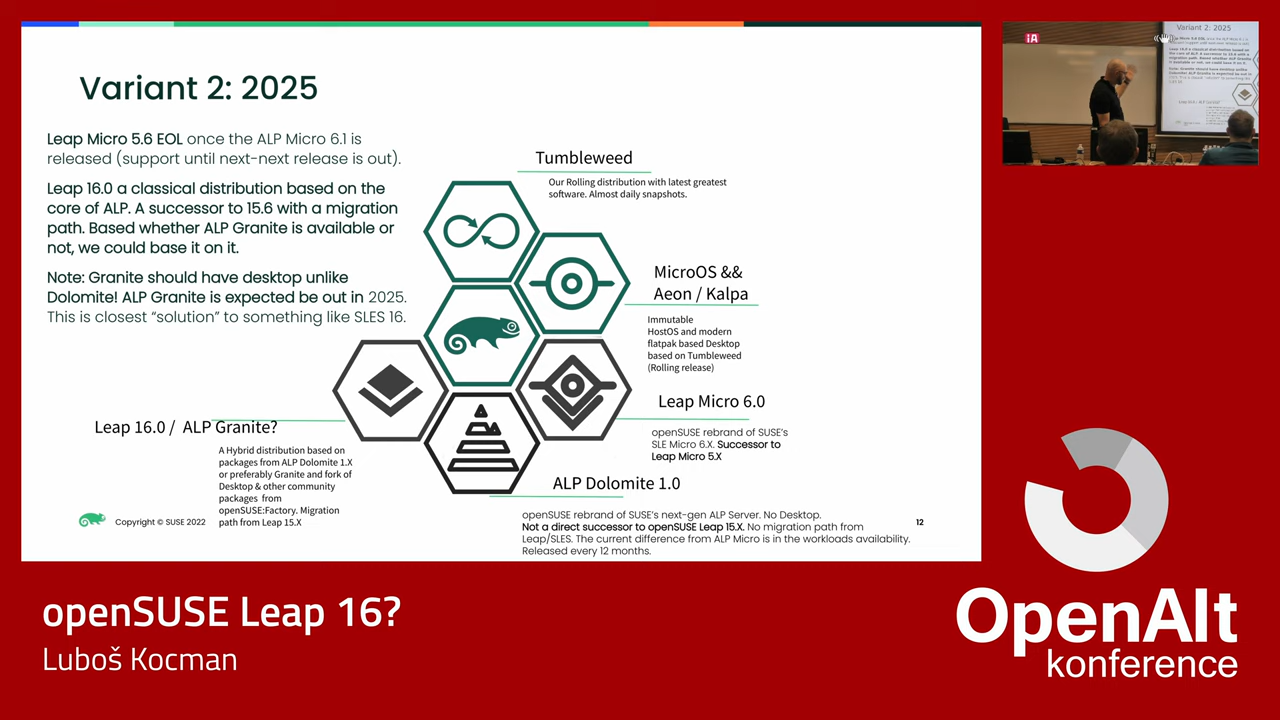 Variant 2: 2025
Leap Micro 5.6 EOL once the ALP Micro 6.1 is
released (support until next-next release is out).
Leap 16.0 a classical distribution based on the
core of ALP. A successor to 15.6 with a migration
path. Based whether ALP Granite is available or
not, we could base it on it.
Note: Granite should have desktop unlike
Dolomite! ALP Granite is expected be out in 2025.
This is closest “solution” to something like SLES 16.
Tumbleweed
Our Rolling distribution with latest greatest
software. Almost daily snapshots.
MicroOS &&
Aeon / Kalpa
Immutable
HostOS and modern
flatpak based Desktop
based on Tumbleweed
(Rolling release)
Leap Micro 6.0
openSUSE rebrand of SUSE’s
SLE Micro 6.X. Successor to
Leap Micro 5.X
Leap 16.0 / ALP Granite?
A Hybrid distribution based on
packages from ALP Dolomite 1.X
or preferably Granite and fork of
Desktop & other community
packages from
openSUSE:Factory. Migration
path from Leap 15.X
ALP Dolomite 1.0
openSUSE rebrand of SUSE’s next-gen ALP Server. No Desktop.
Not a direct successor to openSUSE Leap 15.X. No migration path from
Leap/SLES. The current difference from ALP Micro is in the workloads availability.
Released every 12 months.
Copyright © SUSE 2022
12
Variant 2: 2025
openSUSE Leap 16?
Luboš Kocman
OpenAlt
konference